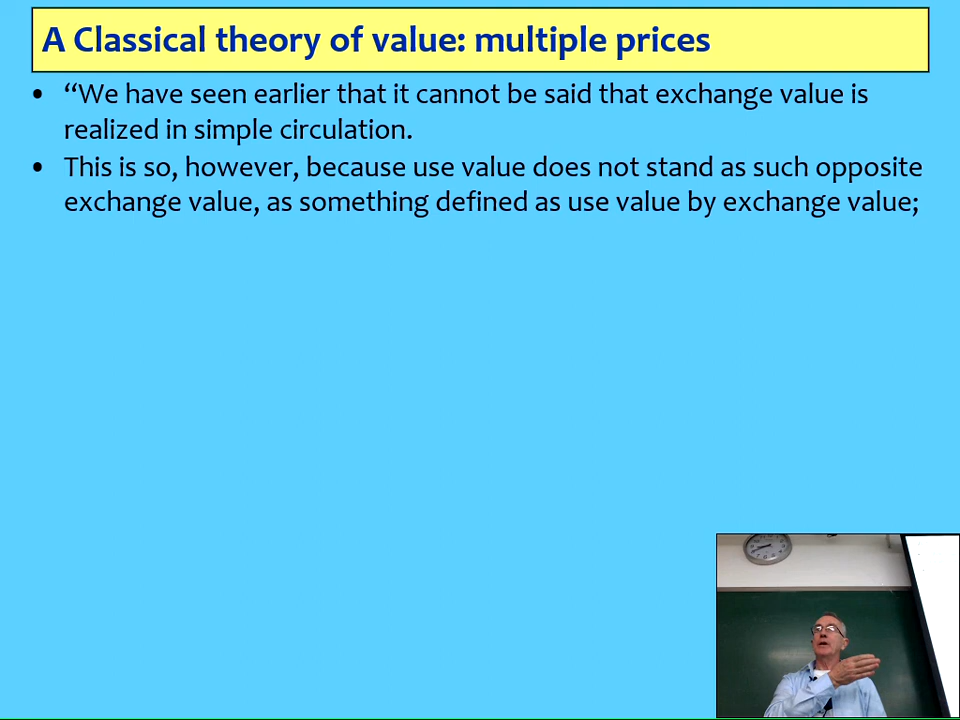 A Classical theory of value: multiple prices
• “We have seen earlier that it cannot be said that exchange value is
realized in simple circulation.
• This is so, however, because use value does not stand as such opposite
exchange value, as something defined as use value by exchange value;